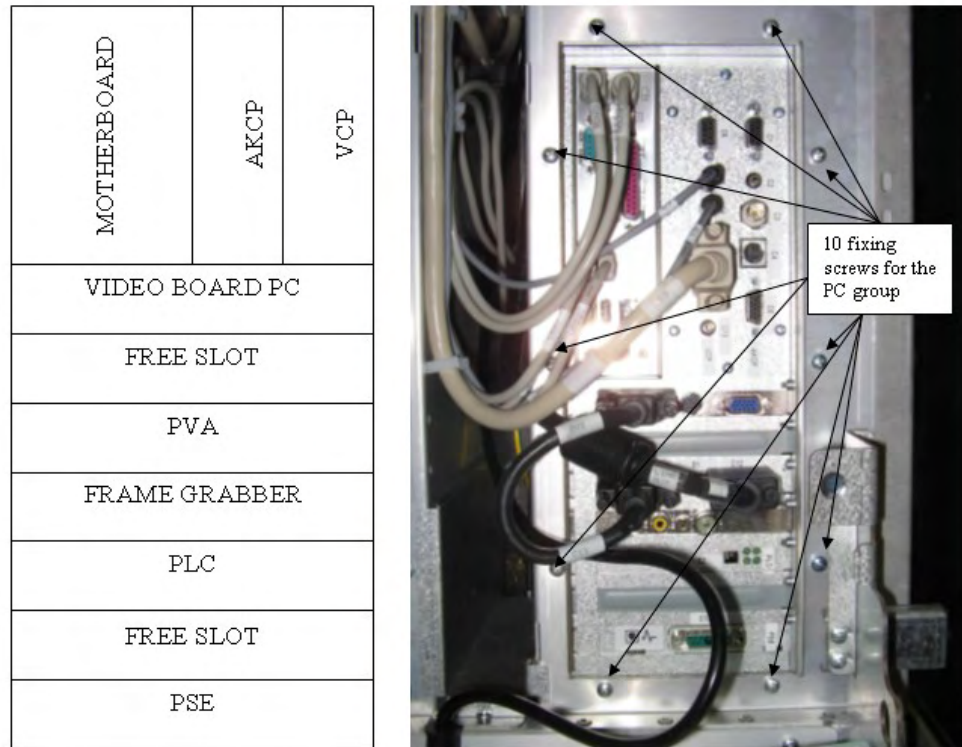 MOTHERBOARD
AKCP
VCP
VIDEO BOARD PC
FREE SLOT
PVA
FRAME GRABBER
PLC
FREE SLOT
PSE
10 fixing
screws for the
PC group